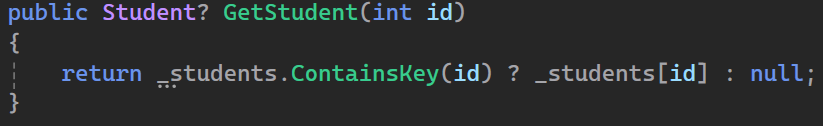 public Student? GetStudent(int id)
{
    return _students.ContainsKey(id) ? _students[id] : null;
}